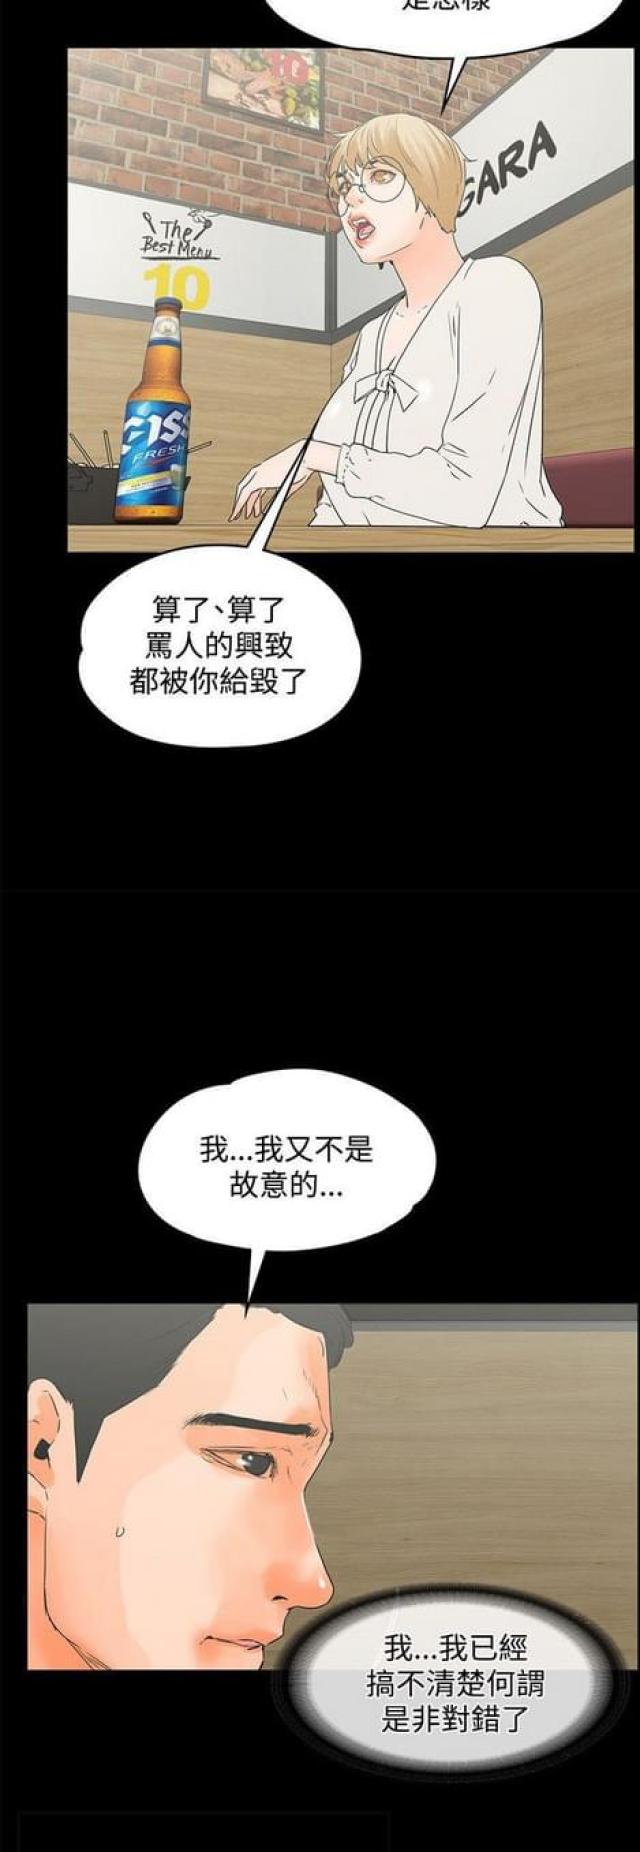 是怎樣
10
GARA
The
Best Menu
10
CASS
FRESH
算了、算了
罵人的興致
都被你給毀了
我...我又不是
故意的...
我...我已經
搞不清楚何謂
是非對錯了